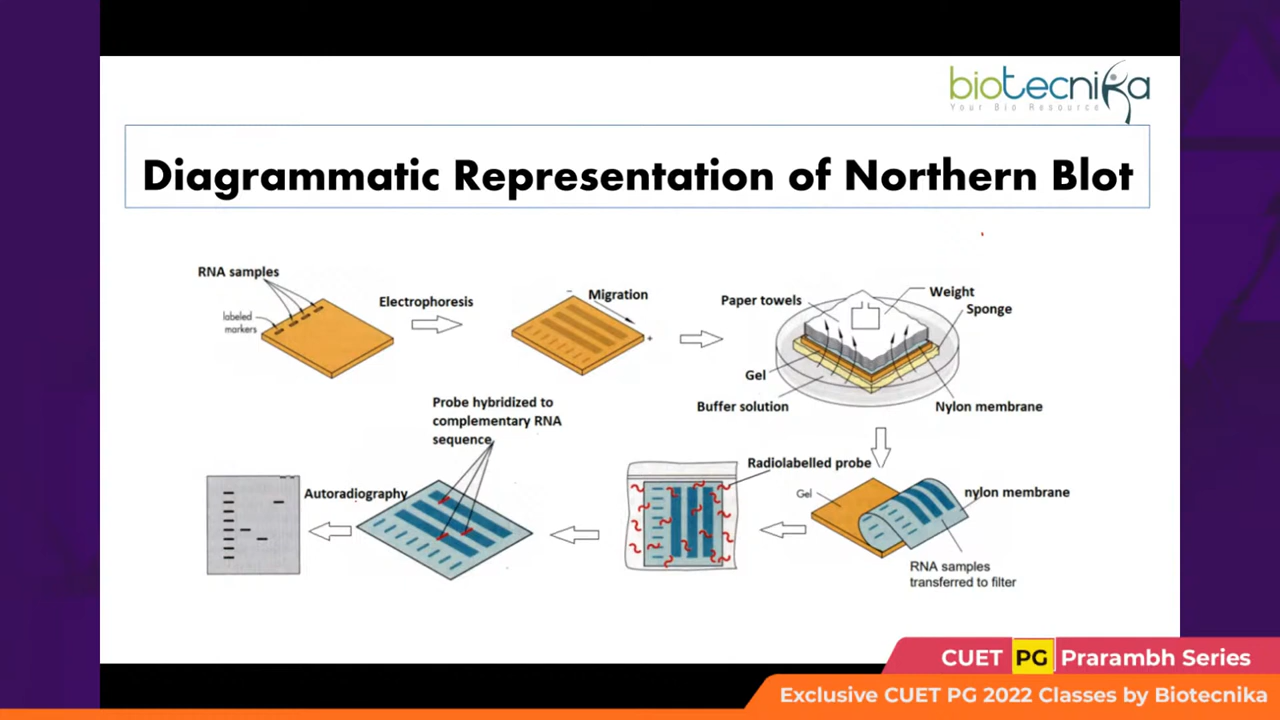 biotecnika
Your Bio Resource
Diagrammatic Representation of Northern Blot
RNA samples
labeled
markers
Electrophoresis
−
Migration
+
Paper towels
Weight
Sponge
Gel
Buffer solution
Nylon membrane
Probe hybridized to
complementary RNA
sequence
Autoradiography
Radiolabelled probe
Gel
nylon membrane
RNA samples
transferred to filter
CUET PG Prarambh Series
Exclusive CUET PG 2022 Classes by Biotecnika